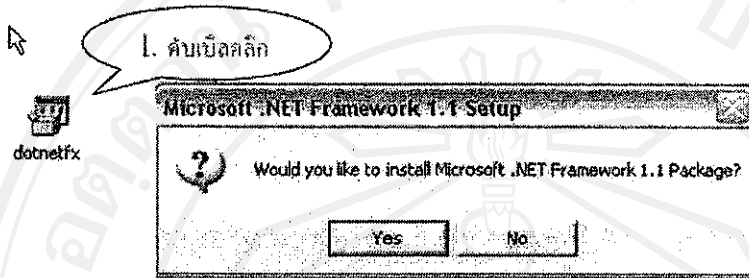 1. ดับเบิลคลิก
dotnetfx
Microsoft .NET Framework 1.1 Setup
Would you like to install Microsoft .NET Framework 1.1 Package?
Yes
No